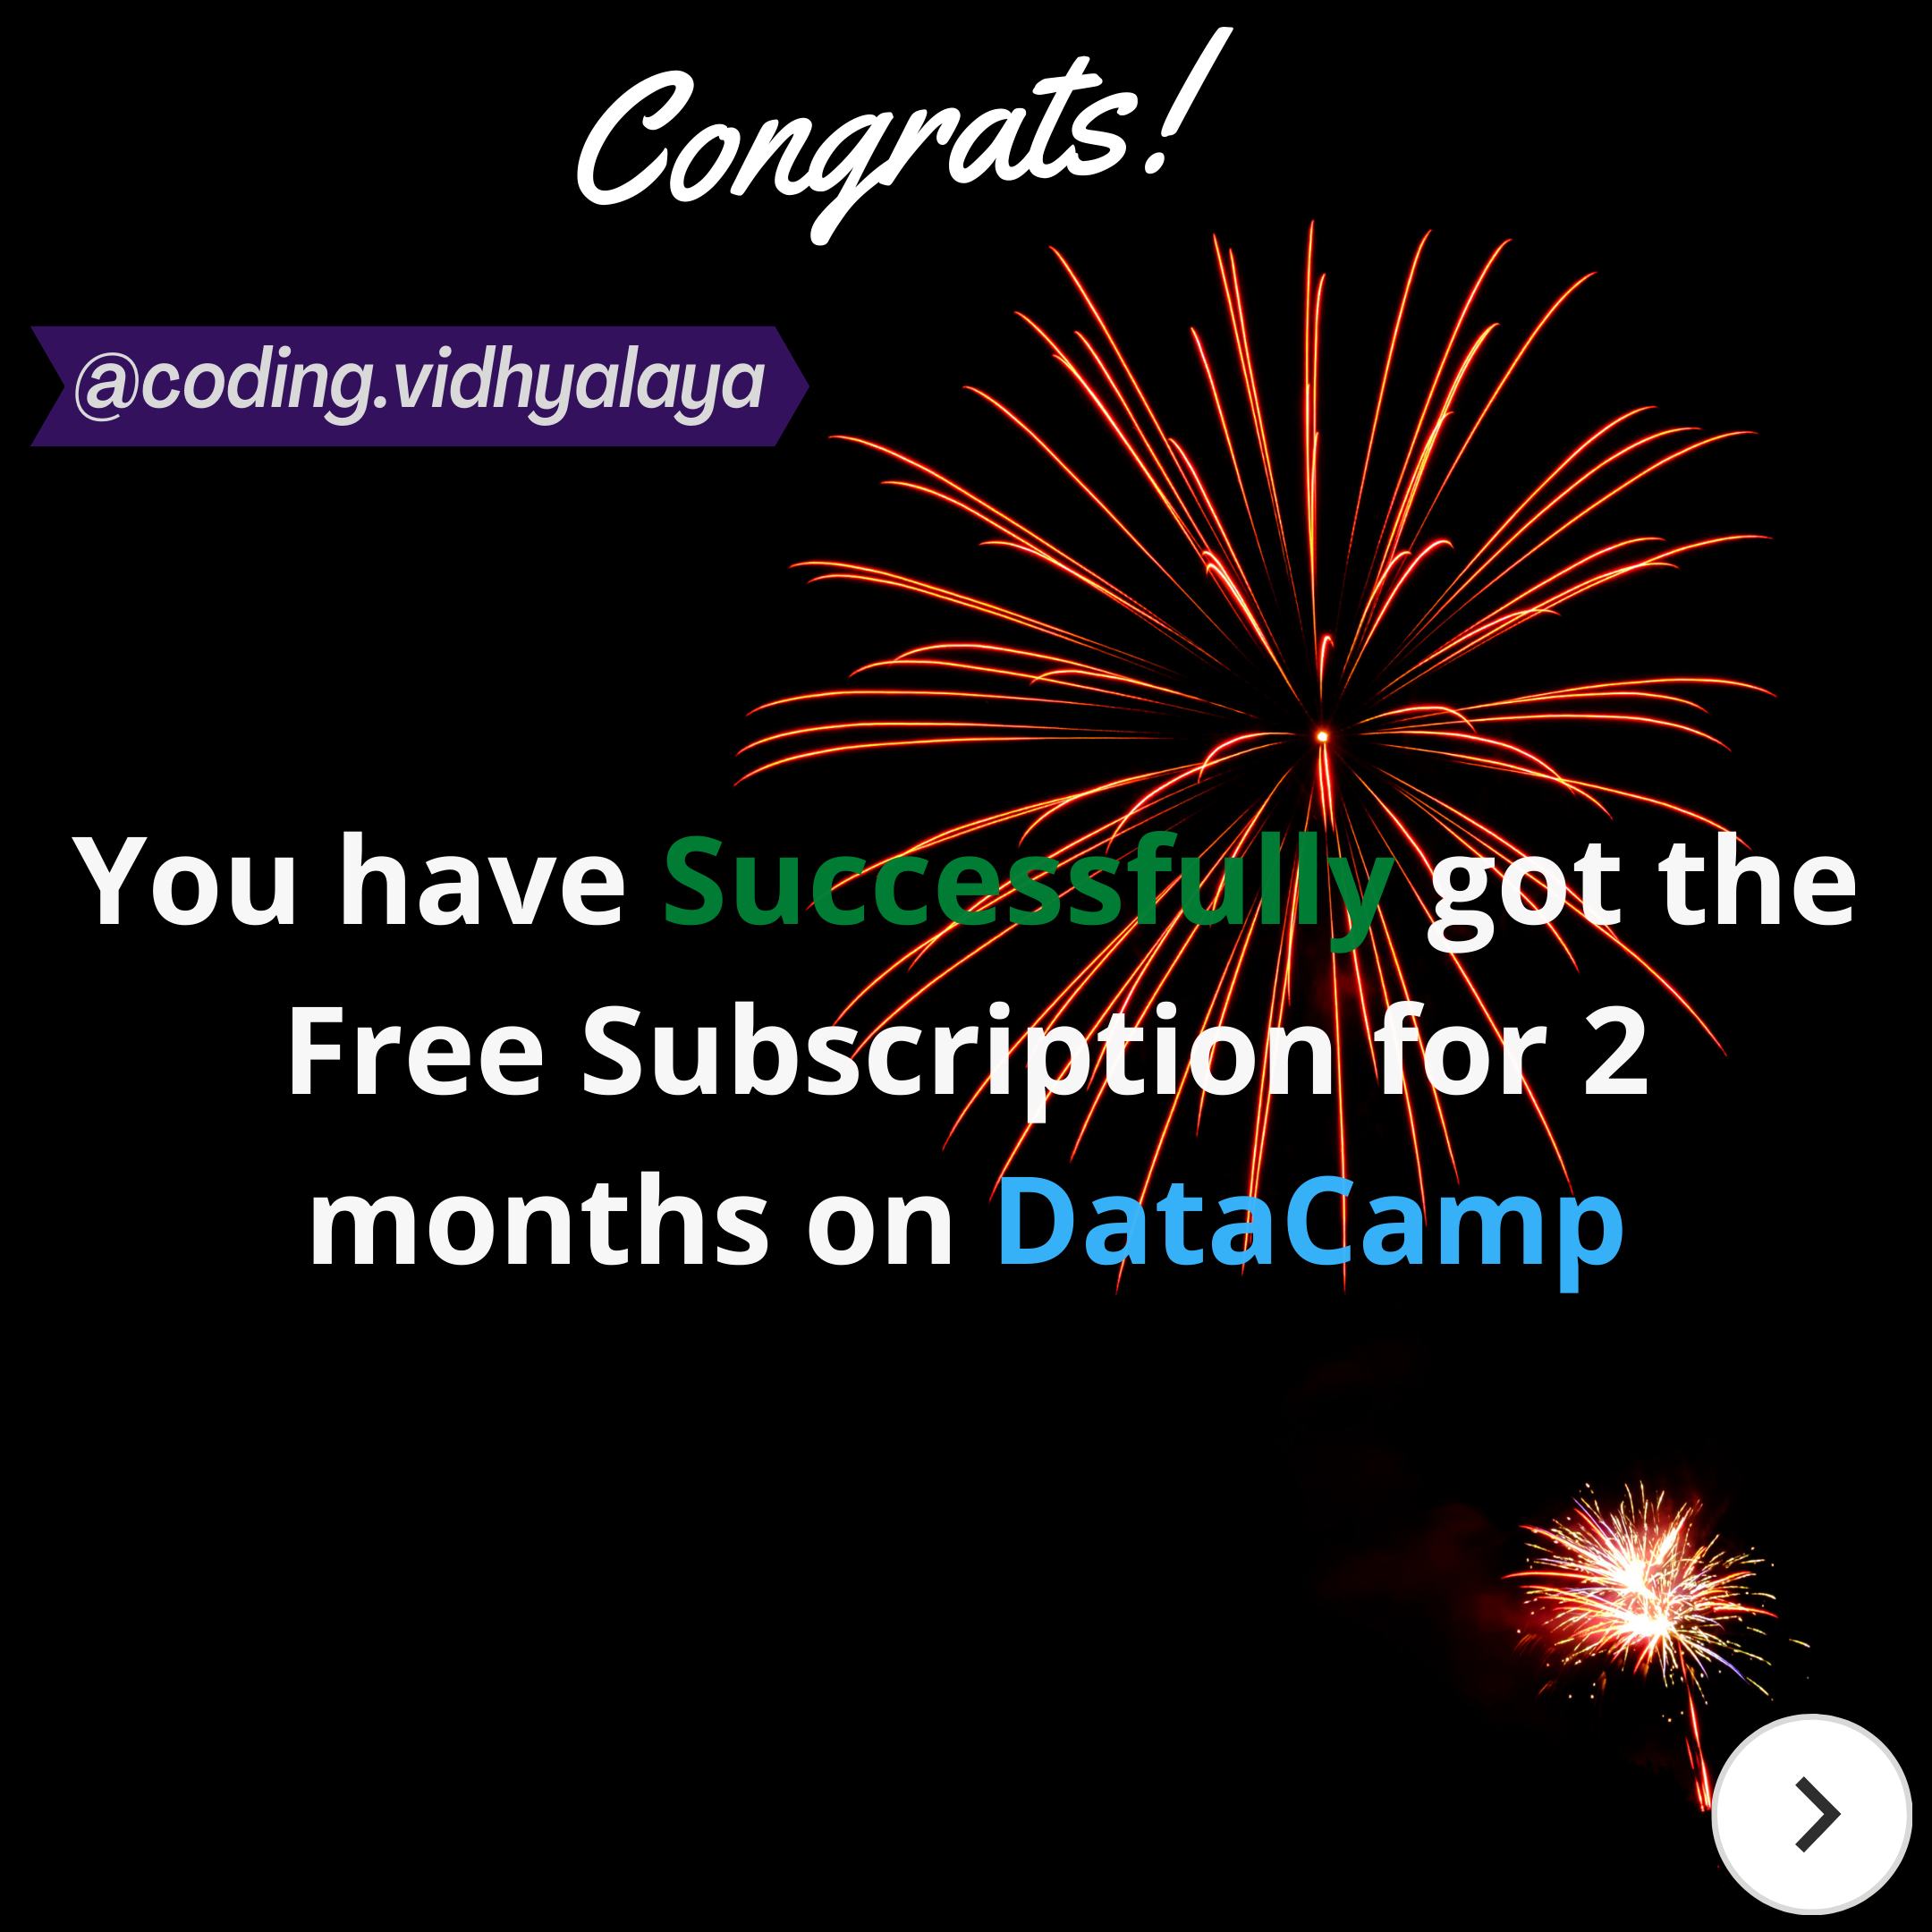 Congrats!
@coding.vidhyalaya
You have Successfully got the
Free Subscription for 2
months on DataCamp